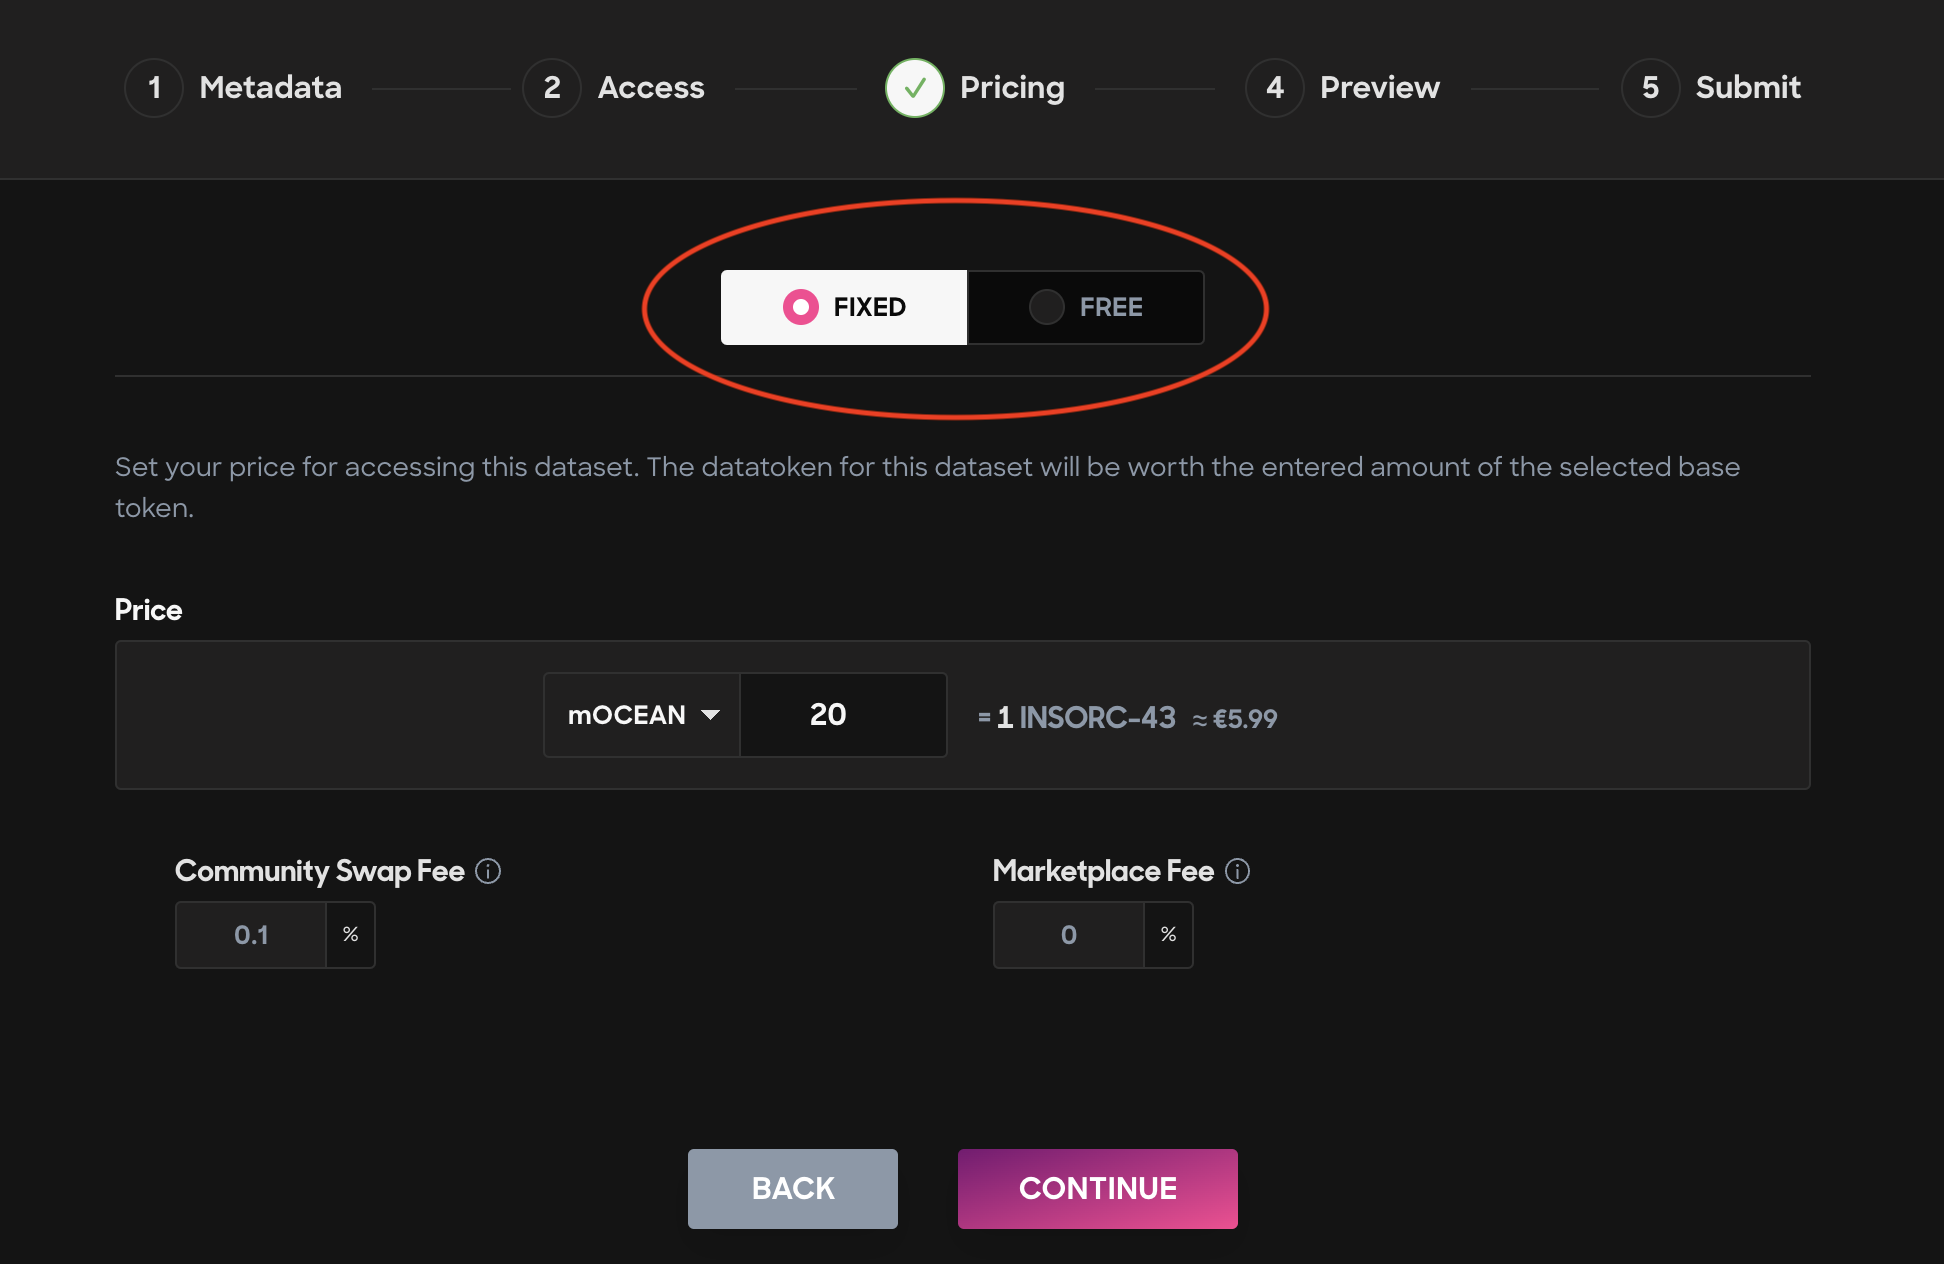 1 Metadata 2 Access Pricing 4 Preview 5 Submit
FIXED FREE
Set your price for accessing this dataset. The datatoken for this dataset will be worth the entered amount of the selected base
token.
Price
mOCEAN 20 = 1 INSORC-43 ≈ €5.99
Community Swap Fee Marketplace Fee
0.1 % 0 %
BACK CONTINUE